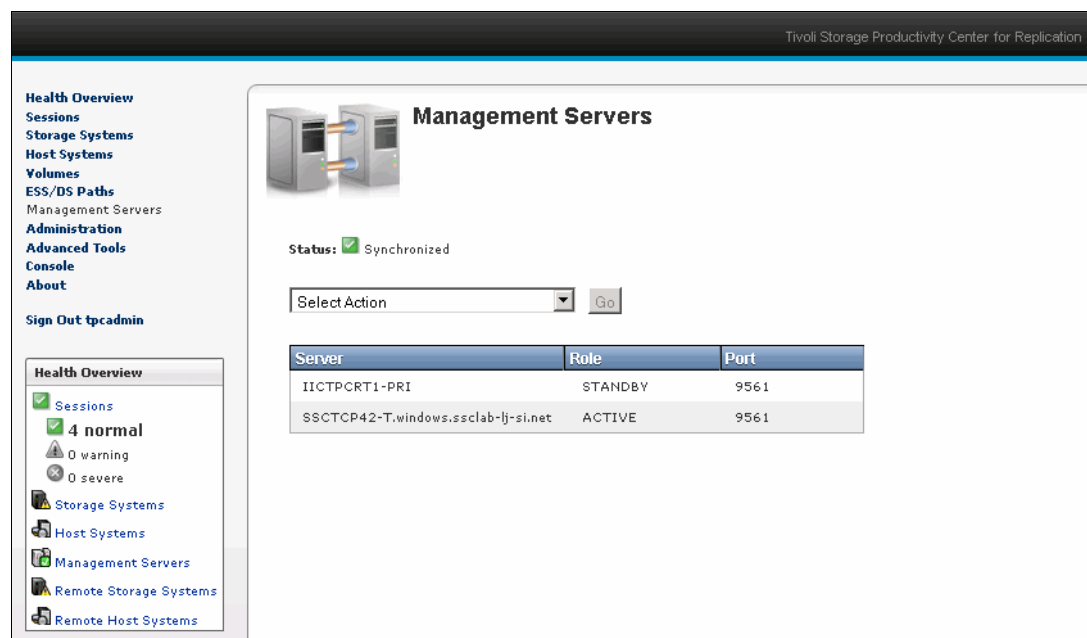 Tivoli Storage Productivity Center for Replication
Health Overview
Sessions
Storage Systems
Host Systems
Volumes
ESS/DS Paths
Management Servers
Administration
Advanced Tools
Console
About
Sign Out tpcadmin
Health Overview
Sessions
4 normal
0 warning
0 severe
Storage Systems
Host Systems
Management Servers
Remote Storage Systems
Remote Host Systems
Management Servers
Status: Synchronized
Select Action Go
Server Role Port
IICTPCRT1-PRI STANDBY 9561
SSCTCP42-T.windows.ssclab-lj-si.net ACTIVE 9561